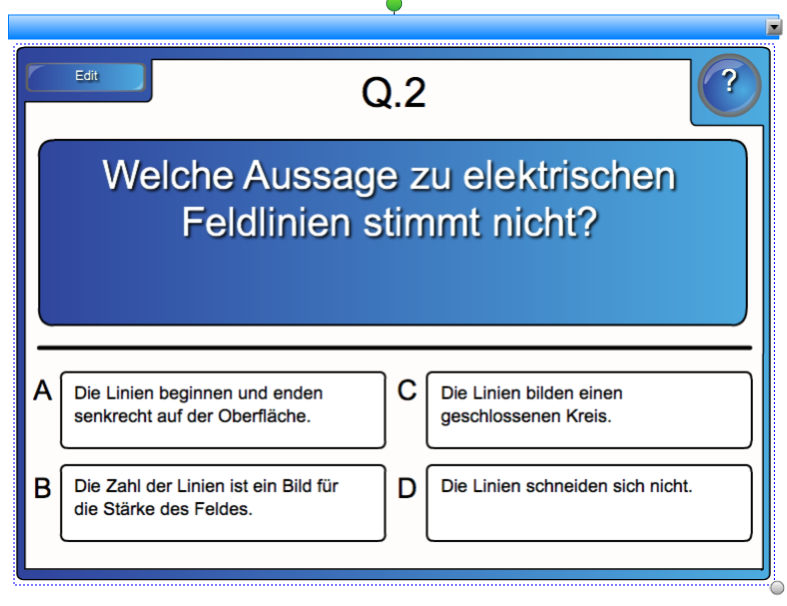 Edit
Q.2
?
Welche Aussage zu elektrischen
Feldlinien stimmt nicht?
A
Die Linien beginnen und enden
senkrecht auf der Oberfläche.
C
Die Linien bilden einen
geschlossenen Kreis.
B
Die Zahl der Linien ist ein Bild für
die Stärke des Feldes.
D
Die Linien schneiden sich nicht.